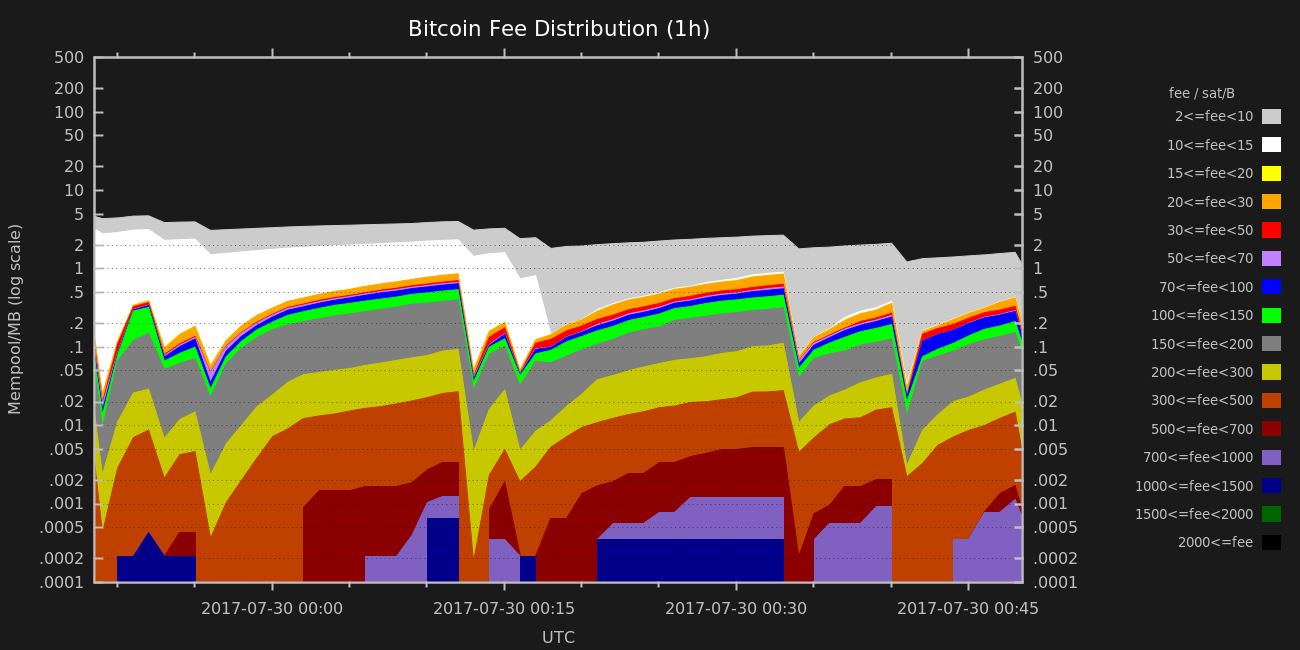 Bitcoin Fee Distribution (1h)
500
200
100
50
20
10
5
2
1
.5
.2
.1
.05
.02
.01
.005
.002
.001
.0005
.0002
.0001
Mempool/MB (log scale)
500
200
100
50
20
10
5
2
1
.5
.2
.1
.05
.02
.01
.005
.002
.001
.0005
.0002
.0001
2017-07-30 00:00 2017-07-30 00:15 2017-07-30 00:30 2017-07-30 00:45
UTC
fee / sat/B
2<=fee<10
10<=fee<15
15<=fee<20
20<=fee<30
30<=fee<50
50<=fee<70
70<=fee<100
100<=fee<150
150<=fee<200
200<=fee<300
300<=fee<500
500<=fee<700
700<=fee<1000
1000<=fee<1500
1500<=fee<2000
2000<=fee